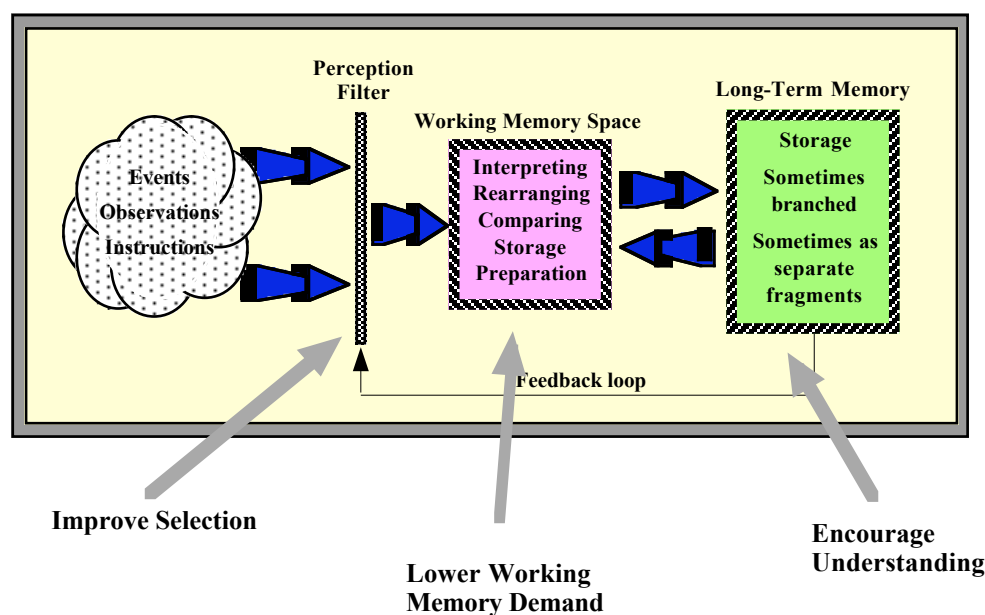 Perception
Filter
Long-Term Memory
Working Memory Space
Events
Observations
Instructions
Interpreting
Rearranging
Comparing
Storage
Preparation
Storage
Sometimes
branched
Sometimes as
separate
fragments
Feedback loop
Improve Selection
Lower Working
Memory Demand
Encourage
Understanding